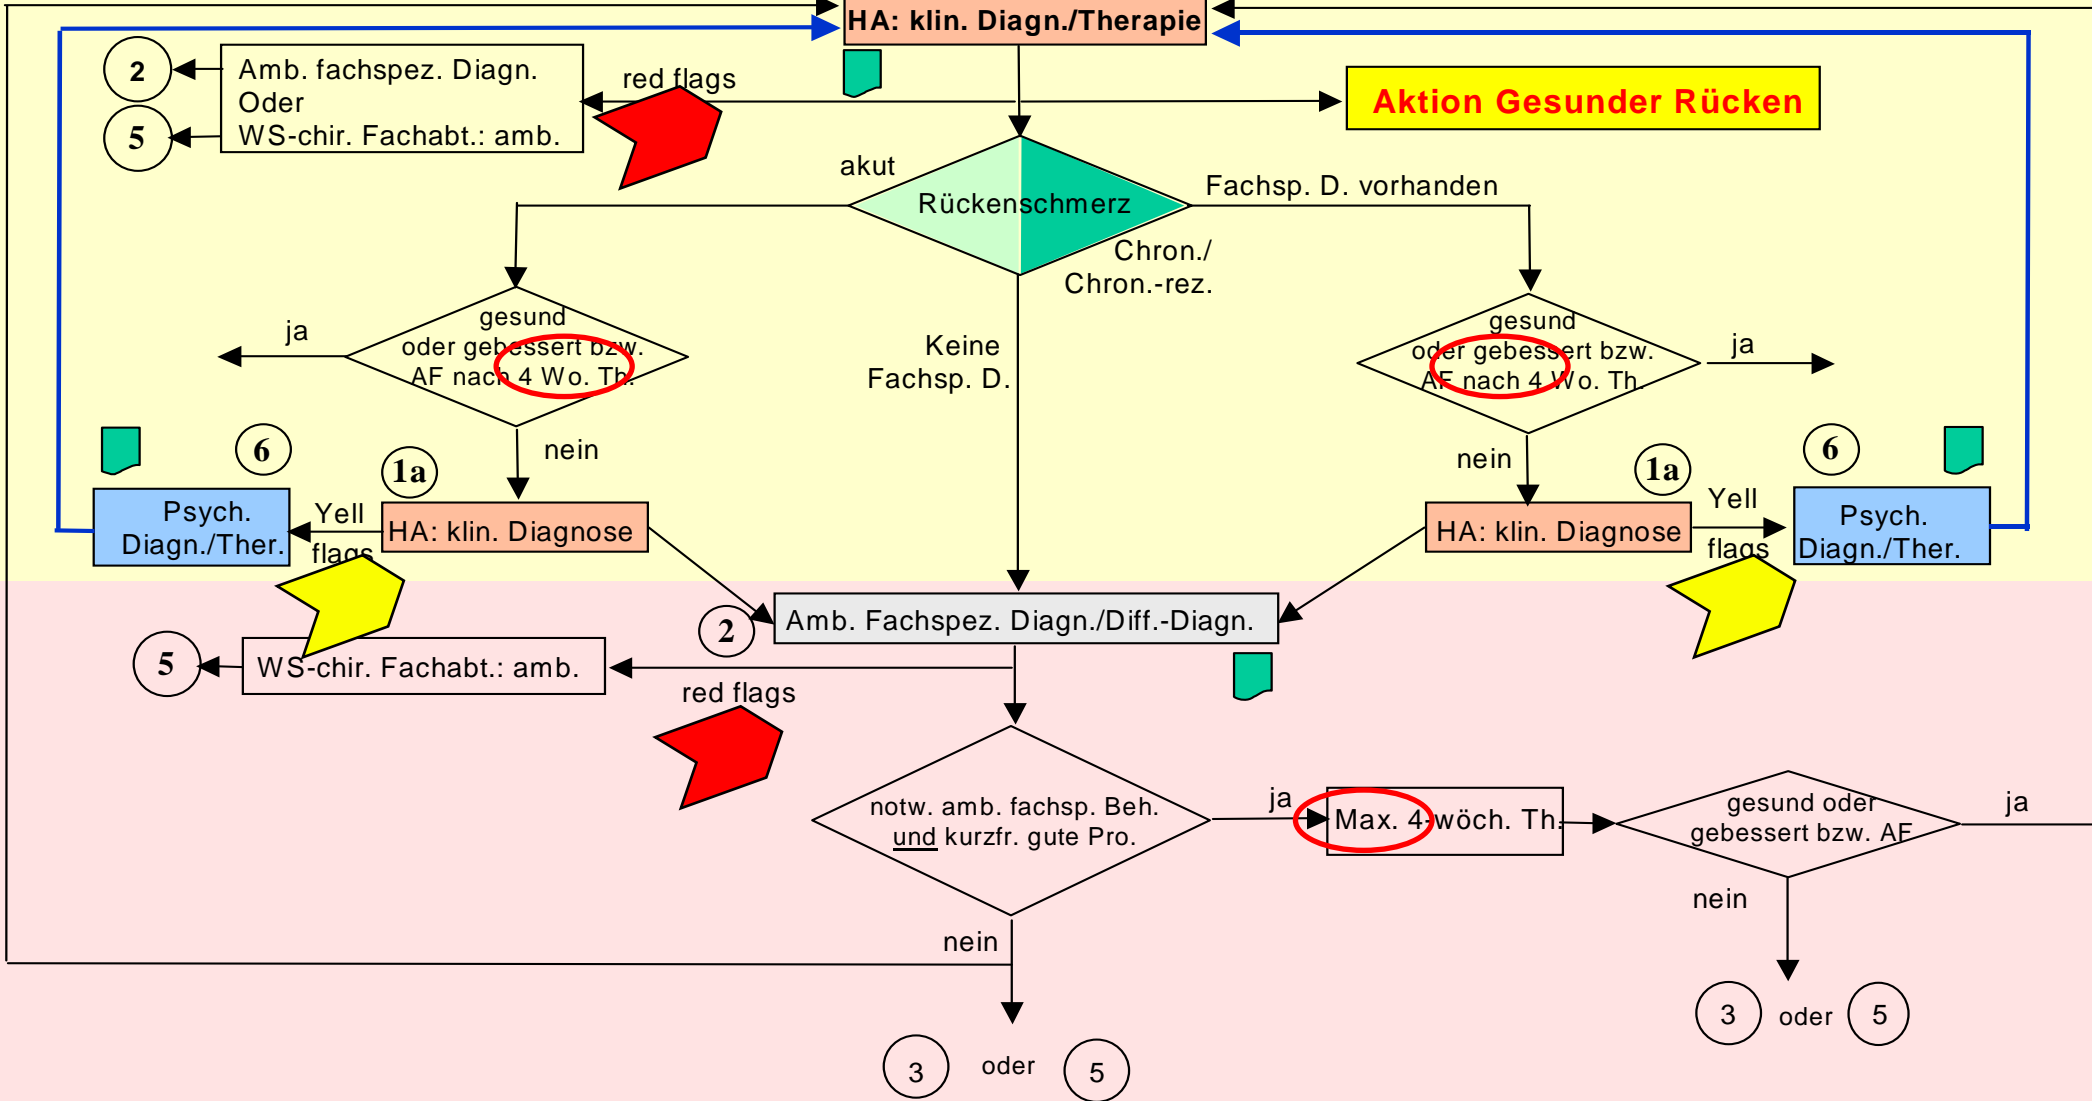 HA: klin. Diagn./Therapie
2
Amb. fachspez. Diagn.
Oder
WS-chir. Fachabt.: amb.
5
red flags
Aktion Gesunder Rücken
akut
Rückenschmerz
Fachsp. D. vorhanden
Chron./
Chron.-rez.
ja
gesund
oder gebessert bzw.
AF nach 4 Wo. Th.
Keine
Fachsp. D.
gesund
oder gebessert bzw.
AF nach 4 Wo. Th.
ja
nein
nein
6
1a
1a
6
Psych.
Diagn./Ther.
Yell
flags
HA: klin. Diagnose
HA: klin. Diagnose
Yell
flags
Psych.
Diagn./Ther.
2
Amb. Fachspez. Diagn./Diff.-Diagn.
5
WS-chir. Fachabt.: amb.
red flags
notw. amb. fachsp. Beh.
und kurzfr. gute Pro.
ja
Max. 4-wöch. Th.
gesund oder
gebessert bzw. AF
ja
nein
nein
3 oder 5
3 oder 5